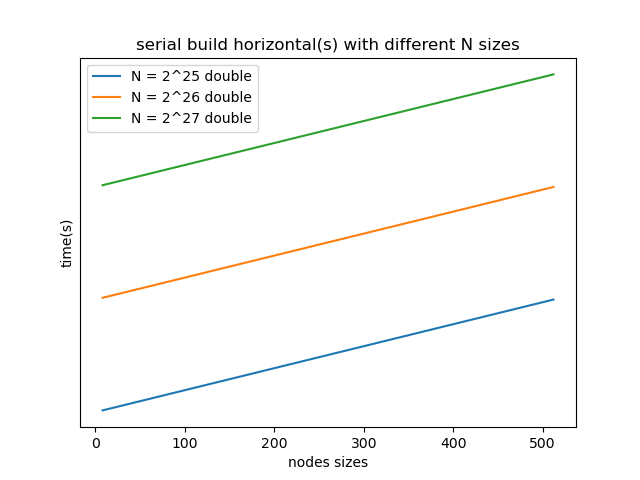 serial build horizontal(s) with different N sizes
N = 2^25 double
N = 2^26 double
N = 2^27 double
time(s)
0 100 200 300 400 500
nodes sizes